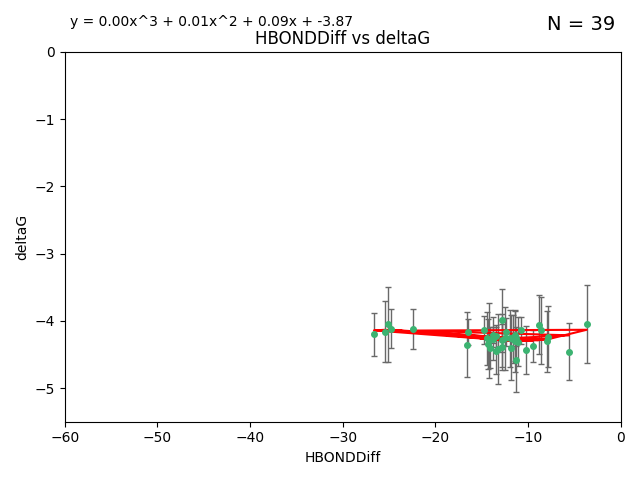 y = 0.00x^3 + 0.01x^2 + 0.09x + -3.87
N = 39
HBONDDiff vs deltaG
0
−1
−2
−3
−4
−5
deltaG
−60 −50 −40 −30 −20 −10 0
HBONDDiff